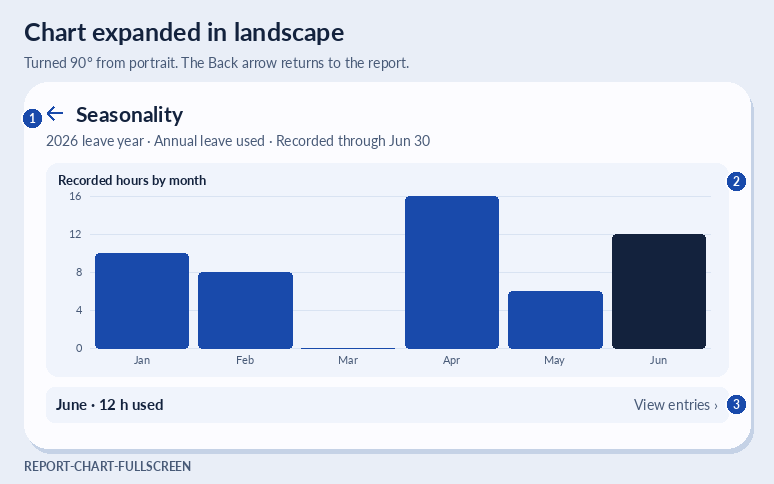 Chart expanded in landscape
Turned 90° from portrait. The Back arrow returns to the report.
1
← Seasonality
2026 leave year · Annual leave used · Recorded through Jun 30
Recorded hours by month
2
16
12
8
4
0
Jan Feb Mar Apr May Jun
June · 12 h used View entries ›
3
REPORT-CHART-FULLSCREEN